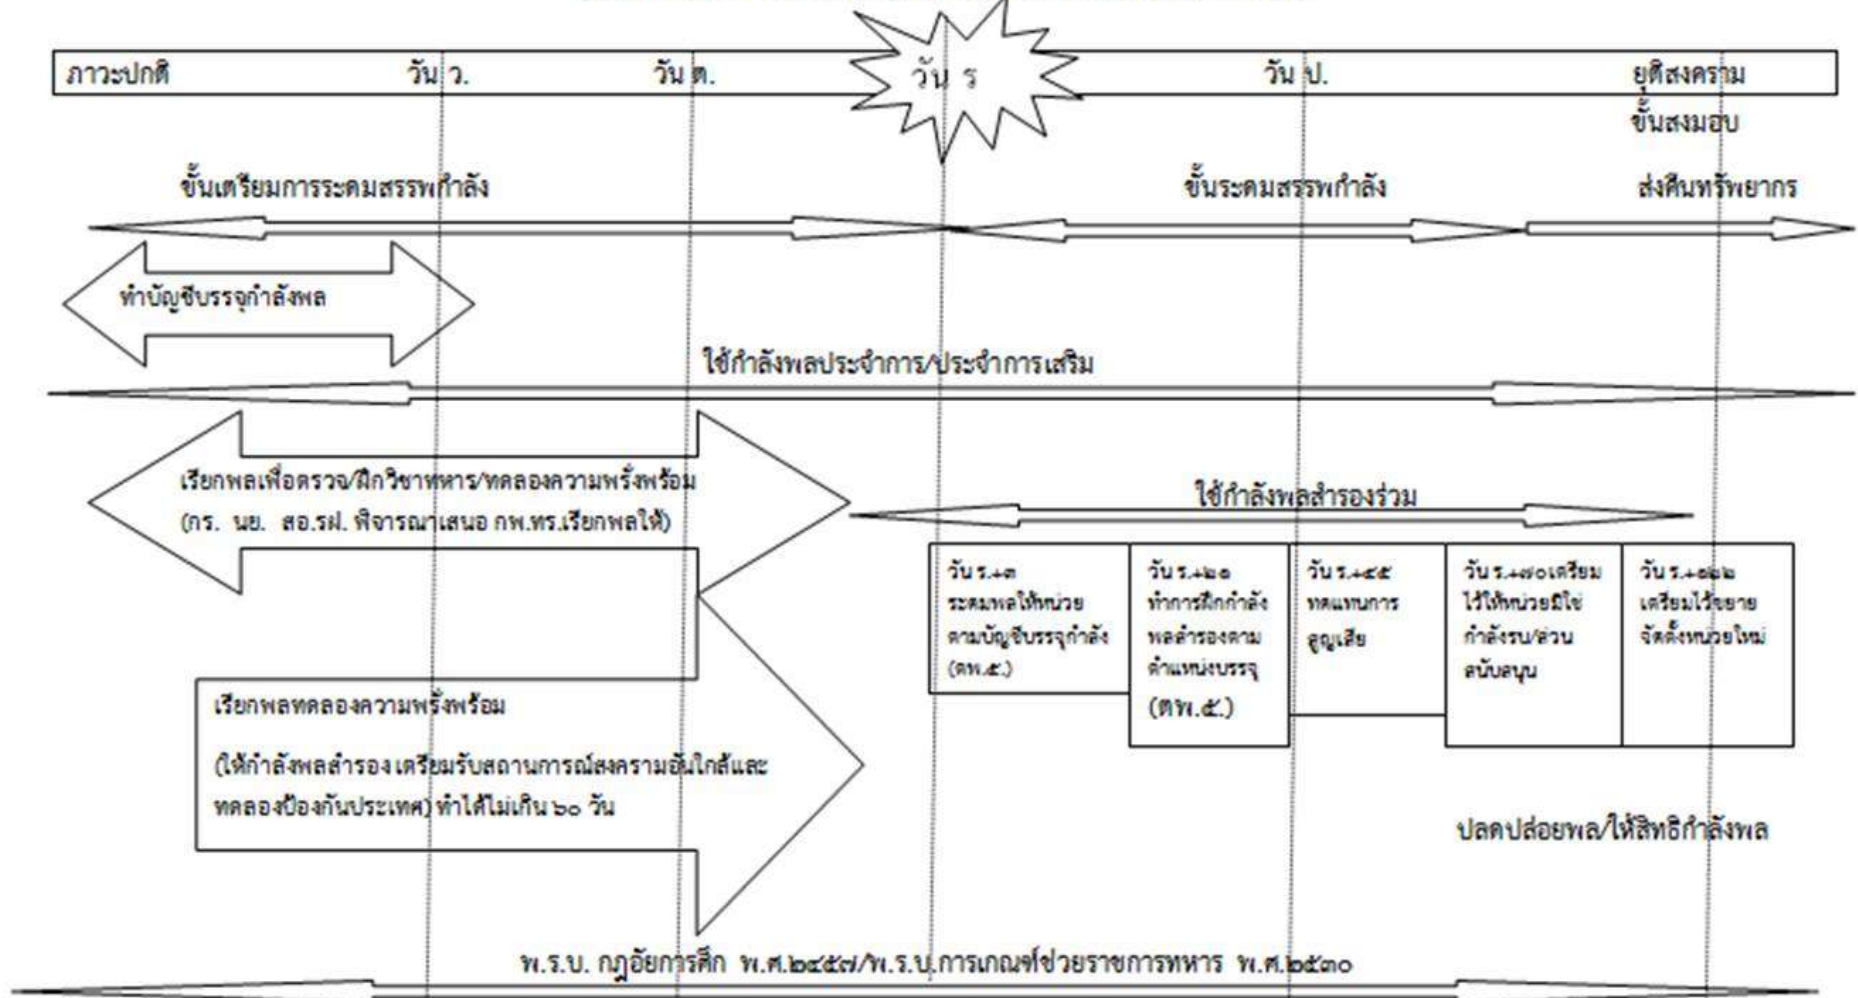 ภาวะปกติ วัน ว. วัน ต. วัน ร วัน ป. ยุติสงคราม
ขั้นสงมอบ
ขั้นเตรียมการระดมสรรพกำลัง ขั้นระดมสรรพกำลัง ส่งคืนทรัพยากร
ทำบัญชีบรรจุกำลังพล
ใช้กำลังพลประจำการ/ประจำการเสริม
เรียกพลเพื่อตรวจ/ฝึกวิชาทหาร/ทดลองความพรั่งพร้อม
(กร. นย. สอ.รฝ. พิจารณาเสนอ กพ.ทร.เรียกพลให้)
ใช้กำลังพลสำรองร่วม
วัน ร.+๓
ระดมพลให้หน่วย
ตามบัญชีบรรจุกำลัง
(ตพ.๕.)
วัน ร.+๒๑
ทำการฝึกกำลัง
พลสำรองตาม
ตำแหน่งบรรจุ
(ตพ.๕.)
วัน ร.+๔๕
ทดแทนการ
สูญเสีย
วัน ร.+๗๐ เตรียม
ไว้ให้หน่วยมิใช่
กำลังรบ/ส่วน
สนับสนุน
วัน ร.+๑๒๒
เตรียมไว้ขยาย
จัดตั้งหน่วยใหม่
เรียกพลทดลองความพรั่งพร้อม
(ให้กำลังพลสำรอง เตรียมรับสถานการณ์สงครามอันใกล้และ
ทดลองป้องกันประเทศ) ทำได้ไม่เกิน ๖๐ วัน
ปลดปล่อยพล/ให้สิทธิกำลังพล
พ.ร.บ. กฎอัยการศึก พ.ศ.๒๔๕๗/พ.ร.บ.การเกณฑ์ช่วยราชการทหาร พ.ศ.๒๕๓๐